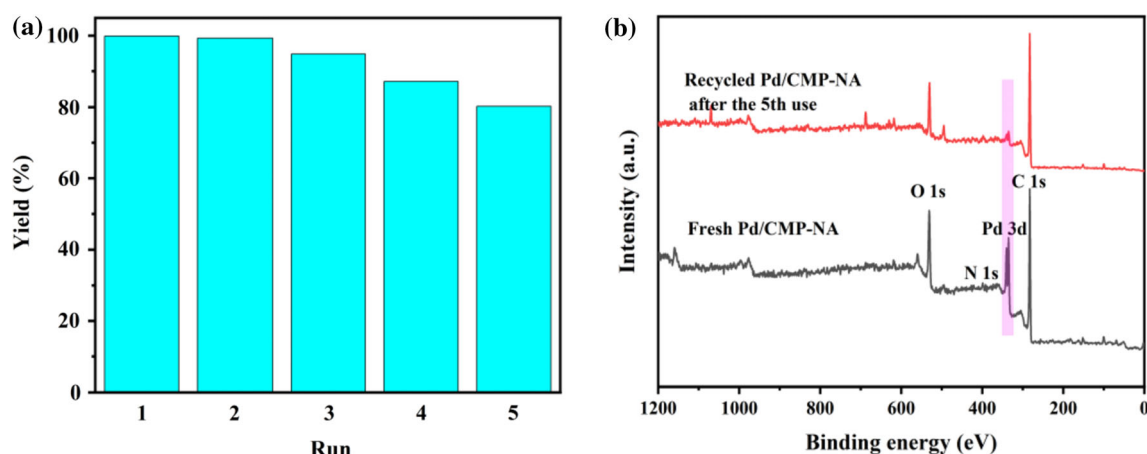 (a)
100
80
60
40
20
0
Yield (%)
1 2 3 4 5
Run
(b)
Recycled Pd/CMP-NA
after the 5th use
O 1s
C 1s
Fresh Pd/CMP-NA
Pd 3d
N 1s
Intensity (a.u.)
1200 1000 800 600 400 200 0
Binding energy (eV)